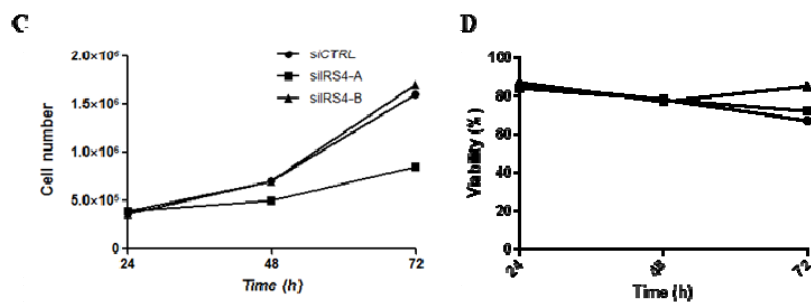 C
D
2.0×10⁶
1.5×10⁶
1.0×10⁶
5.0×10⁵
0
Cell number
siCTRL
siIRS4-A
siIRS4-B
24
48
72
Time (h)
100
80
60
40
20
0
Viability (%)
24
48
72
Time (h)